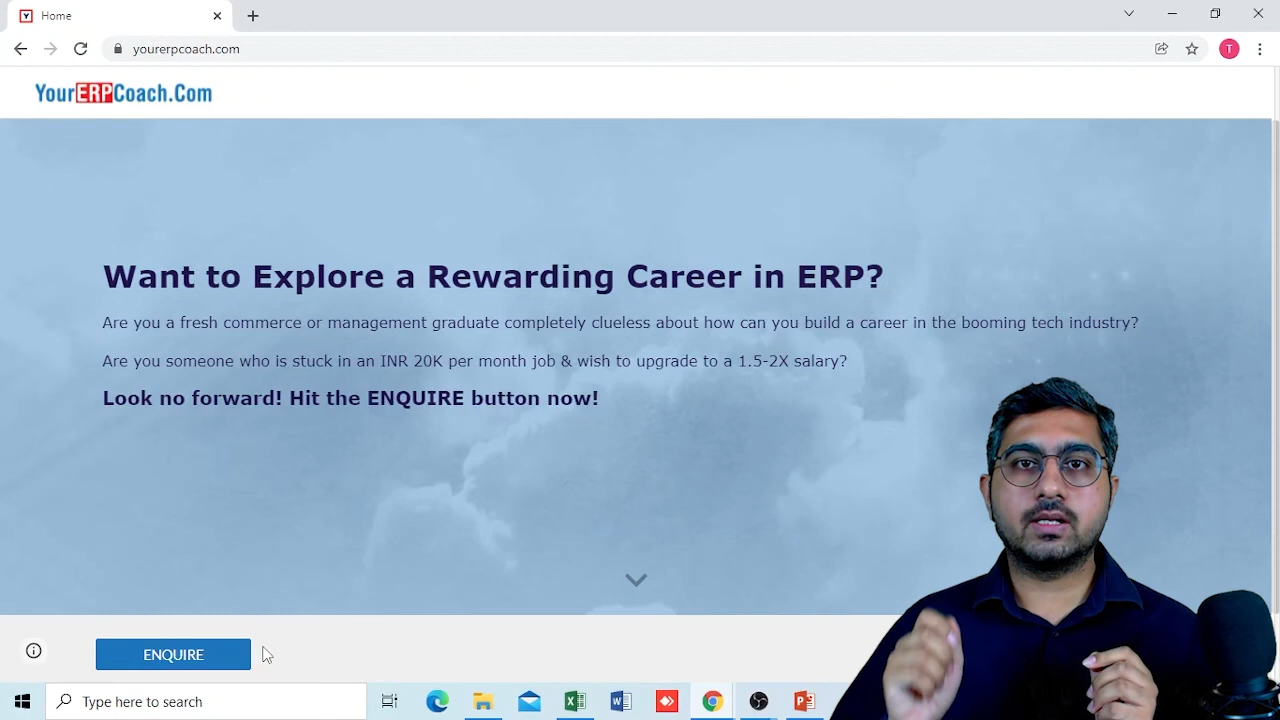 Home
yourerpcoach.com
T
YourERPCoach.Com
Want to Explore a Rewarding Career in ERP?
Are you a fresh commerce or management graduate completely clueless about how can you build a career in the booming tech industry?
Are you someone who is stuck in an INR 20K per month job & wish to upgrade to a 1.5-2X salary?
Look no forward! Hit the ENQUIRE button now!
ENQUIRE
Type here to search